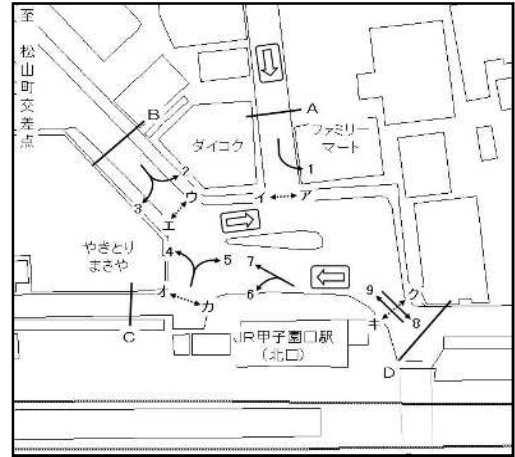 至
松山町交差点
B
A
ダイコク
ファミリー
マート
1
2
ウ
イ
ア
3
エ
やきとり
まさや
4
5
7
9
ク
オ
カ
6
キ
8
C
JR甲子園口駅
(北口)
D